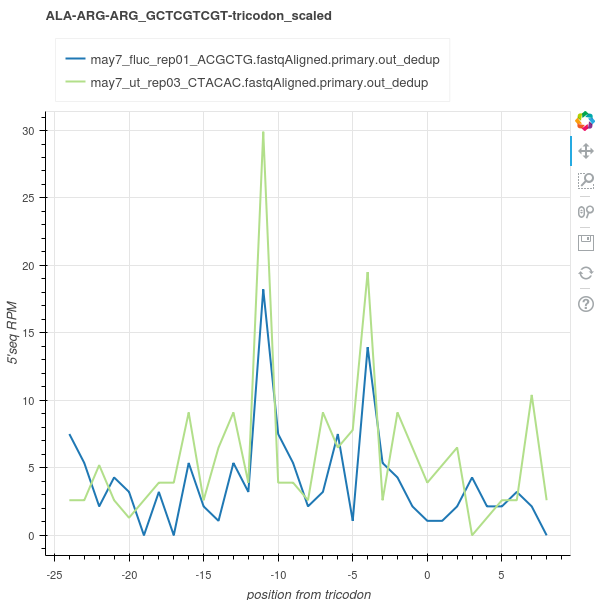 ALA-ARG-ARG_GCTCGTCGT-tricodon_scaled
may7_fluc_rep01_ACGCTG.fastqAligned.primary.out_dedup
may7_ut_rep03_CTACAC.fastqAligned.primary.out_dedup
30
25
20
15
10
5
0
5'seq RPM
-25 -20 -15 -10 -5 0 5
position from tricodon